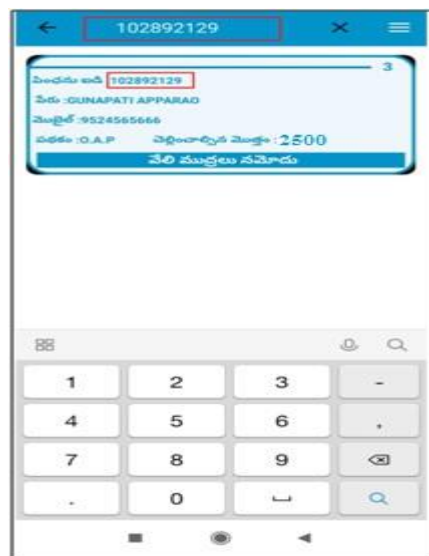 102892129
3
పింఛను ఐడి 102892129
పేరు :GUNAPATI APPARAO
మొబైల్ :9524565666
పథకం :O.A.P చెల్లించాల్సిన మొత్తం :2500
వేలి ముద్రలు నమోదు
1 2 3 -
4 5 6 ,
7 8 9
. 0